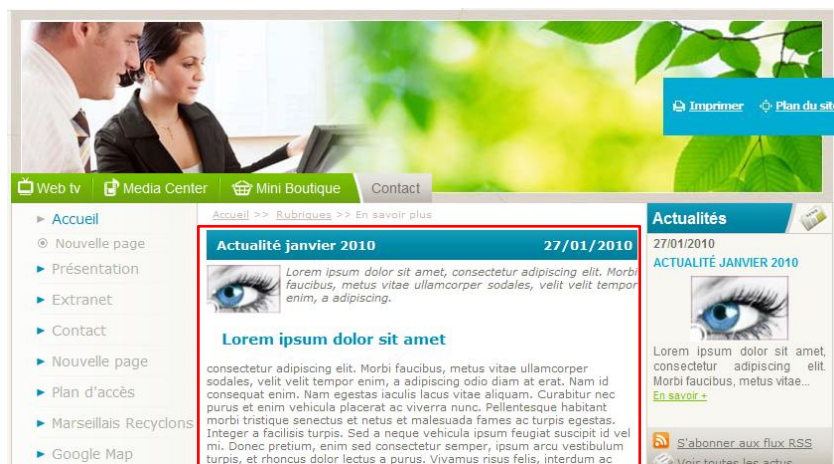 Imprimer Plan du site
Web tv Media Center Mini Boutique Contact
Accueil
Nouvelle page
Présentation
Extranet
Contact
Nouvelle page
Plan d'accès
Marseillais Recyclons
Google Map
Accueil >> Rubriques >> En savoir plus
Actualité janvier 2010 27/01/2010
Lorem ipsum dolor sit amet, consectetur adipiscing elit. Morbi
faucibus, metus vitae ullamcorper sodales, velit velit tempor
enim, a adipiscing.
Lorem ipsum dolor sit amet
consectetur adipiscing elit. Morbi faucibus, metus vitae ullamcorper
sodales, velit velit tempor enim, a adipiscing odio diam at erat. Nam id
consequat enim. Nam egestas iaculis lacus vitae aliquam. Curabitur nec
purus et enim vehicula placerat ac viverra nunc. Pellentesque habitant
morbi tristique senectus et netus et malesuada fames ac turpis egestas.
Integer a facilisis turpis. Sed a neque vehicula ipsum feugiat suscipit id vel
mi. Donec pretium, enim sed consectetur semper, ipsum arcu vestibulum
turpis, et rhoncus dolor lectus a purus. Vivamus risus felis, interdum ac
Actualités
27/01/2010
ACTUALITÉ JANVIER 2010
Lorem ipsum dolor sit amet,
consectetur adipiscing elit.
Morbi faucibus, metus vitae...
En savoir +
S'abonner aux flux RSS
Voir toutes les actus